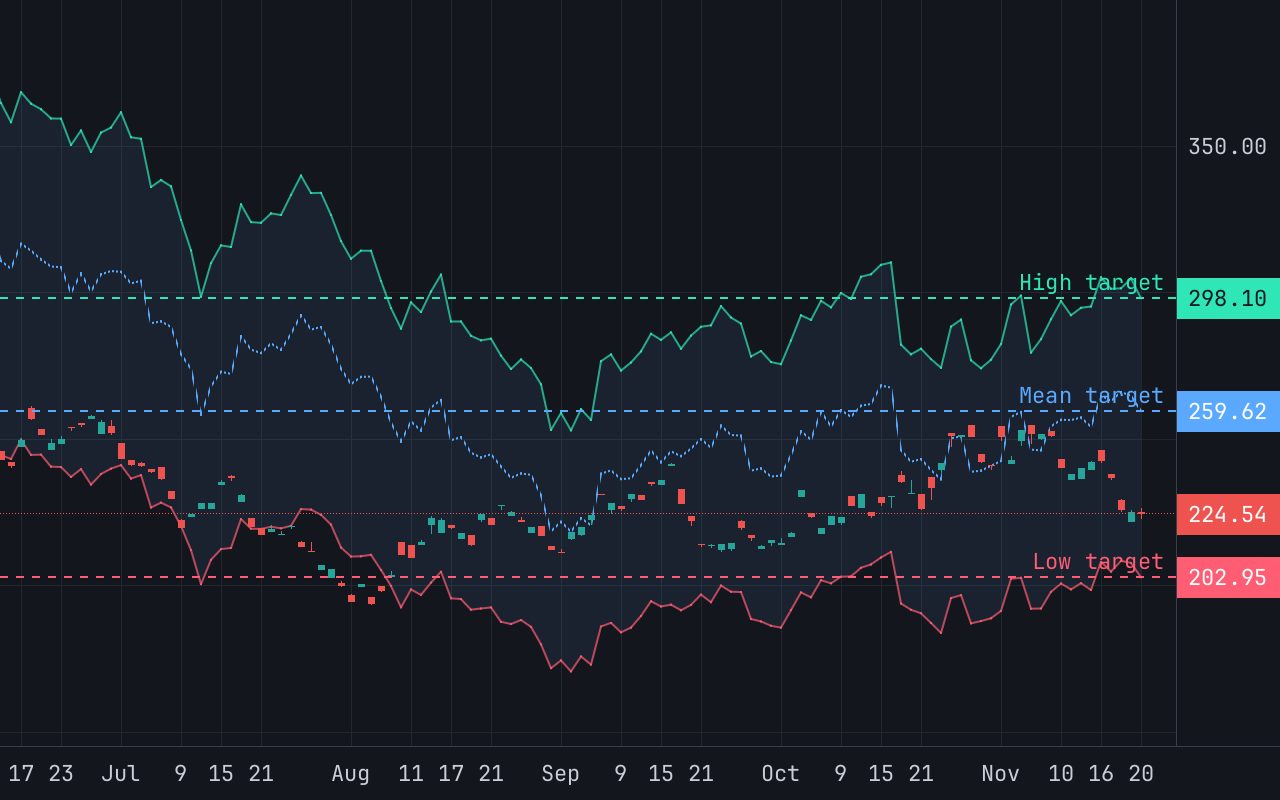 350.00
High target
298.10
Mean target
259.62
224.54
Low target
202.95
17 23 Jul 9 15 21 Aug 11 17 21 Sep 9 15 21 Oct 9 15 21 Nov 10 16 20